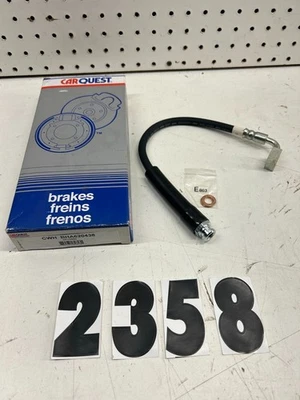 CARQUEST
brakes
freins
frenos
2358